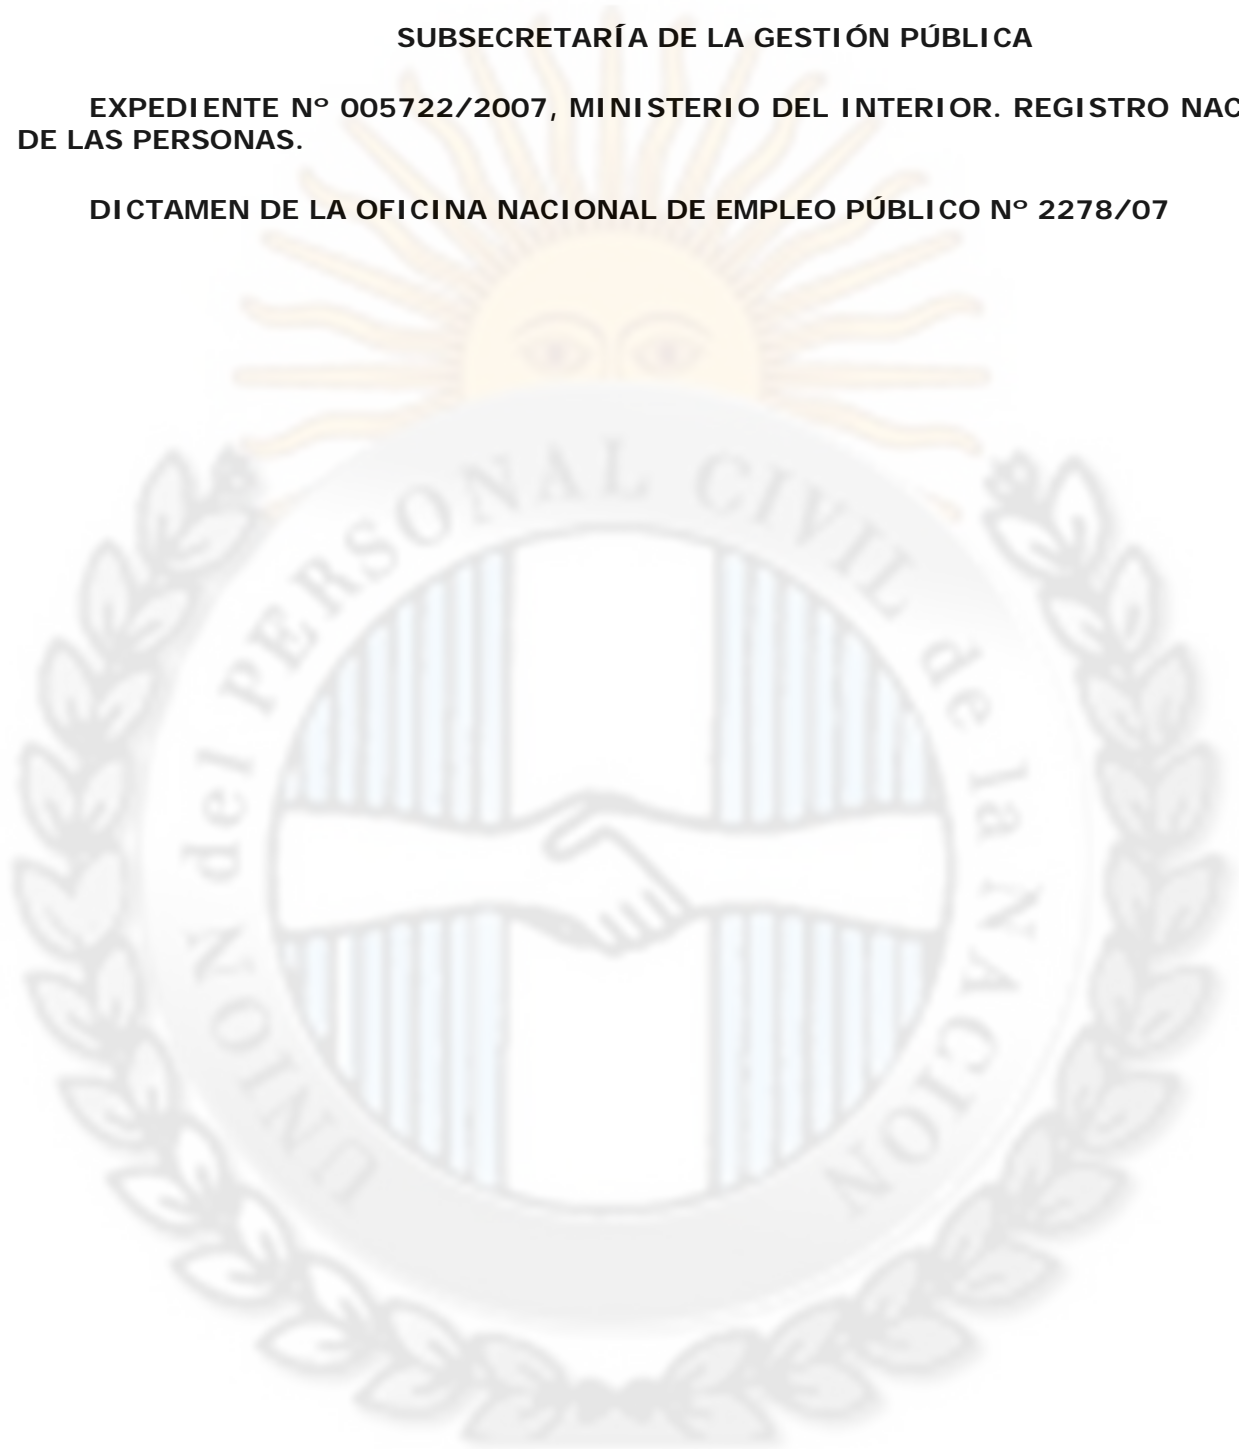 SUBSECRETARÍA DE LA GESTIÓN PÚBLICA
EXPEDIENTE Nº 005722/2007, MINISTERIO DEL INTERIOR. REGISTRO NAC
DE LAS PERSONAS.
DICTAMEN DE LA OFICINA NACIONAL DE EMPLEO PÚBLICO Nº 2278/07
UNION del PERSONAL CIVIL de la NACION